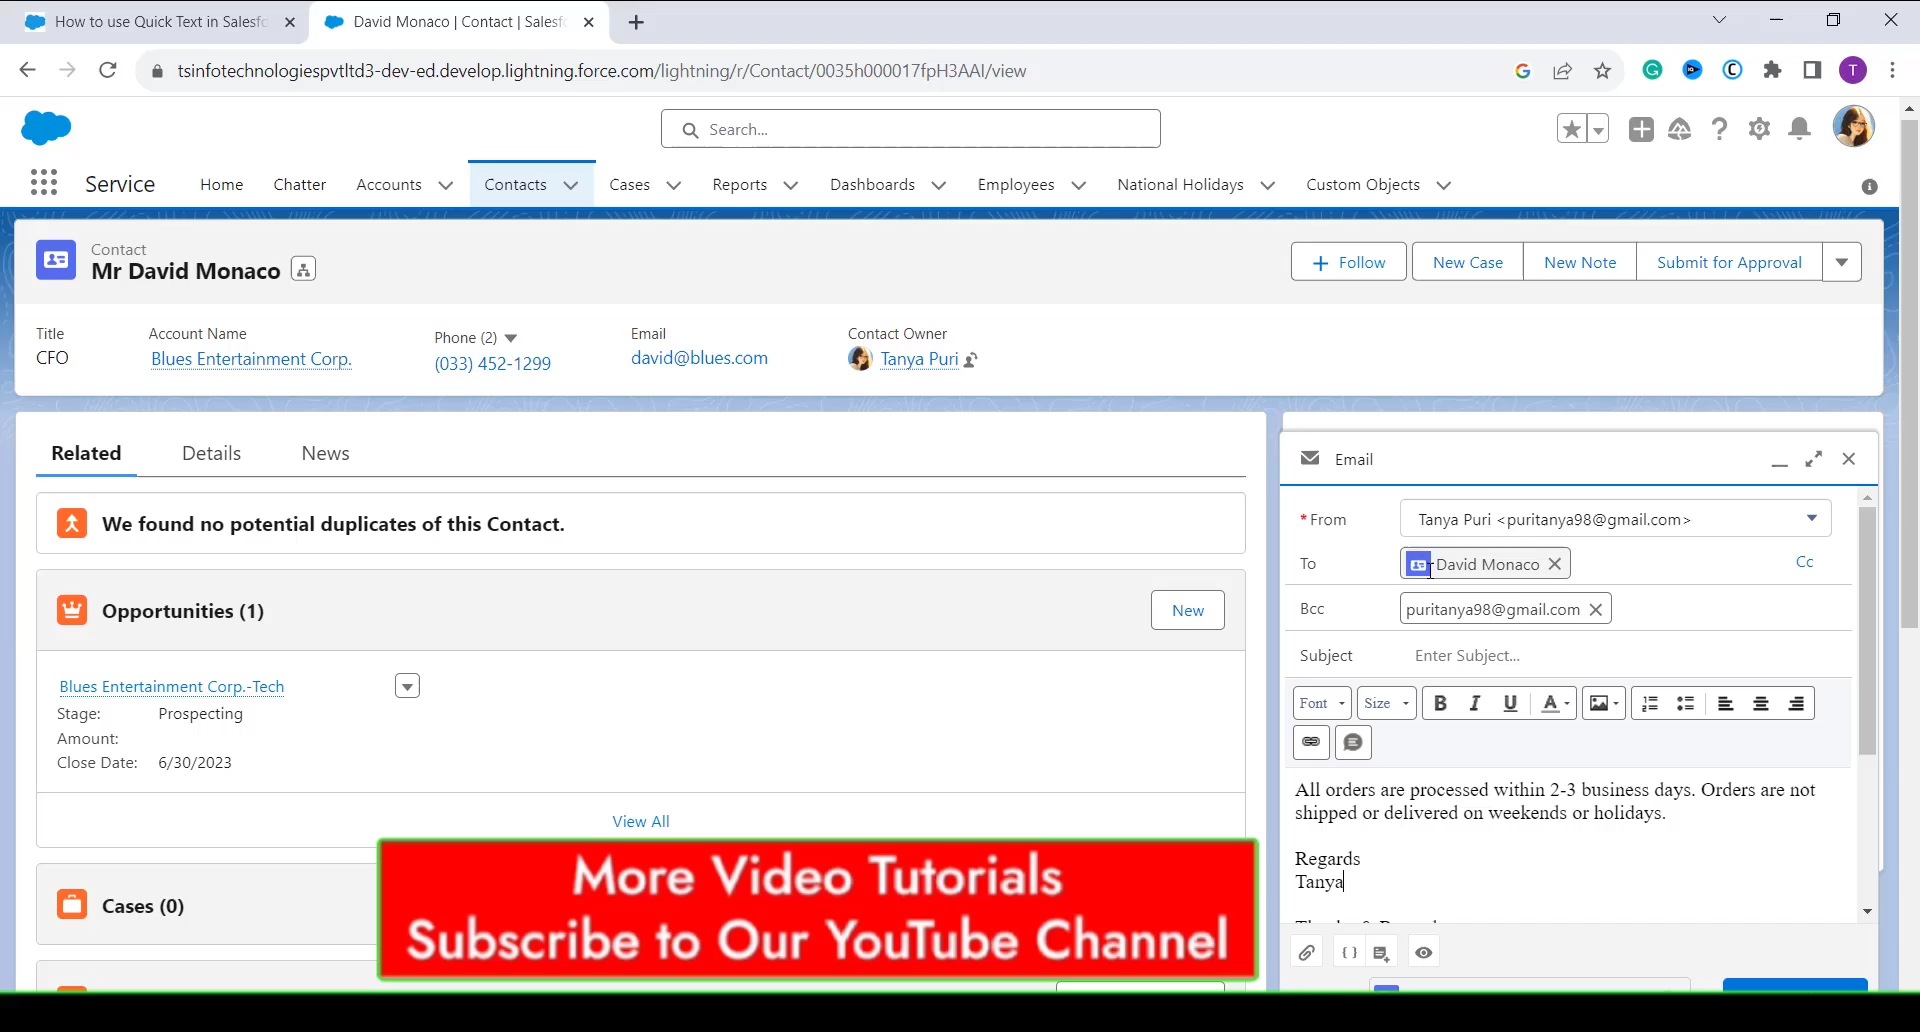 How to use Quick Text in Salesfo
David Monaco | Contact | Salesf
tsinfotechnologiespvtltd3-dev-ed.develop.lightning.force.com/lightning/r/Contact/0035h000017fpH3AAI/view
T
Search...
Service
Home
Chatter
Accounts
Contacts
Cases
Reports
Dashboards
Employees
National Holidays
Custom Objects
Contact
Mr David Monaco
+ Follow
New Case
New Note
Submit for Approval
Title
CFO
Account Name
Blues Entertainment Corp.
Phone (2)
(033) 452-1299
Email
david@blues.com
Contact Owner
Tanya Puri
Related
Details
News
We found no potential duplicates of this Contact.
Opportunities (1)
New
Blues Entertainment Corp.-Tech
Stage: Prospecting
Amount:
Close Date: 6/30/2023
View All
Cases (0)
Email
*From Tanya Puri <puritanya98@gmail.com>
To David Monaco Cc
Bcc puritanya98@gmail.com
Subject Enter Subject...
Font Size B I U A
All orders are processed within 2-3 business days. Orders are not
shipped or delivered on weekends or holidays.
Regards
Tanya
More Video Tutorials
Subscribe to Our YouTube Channel